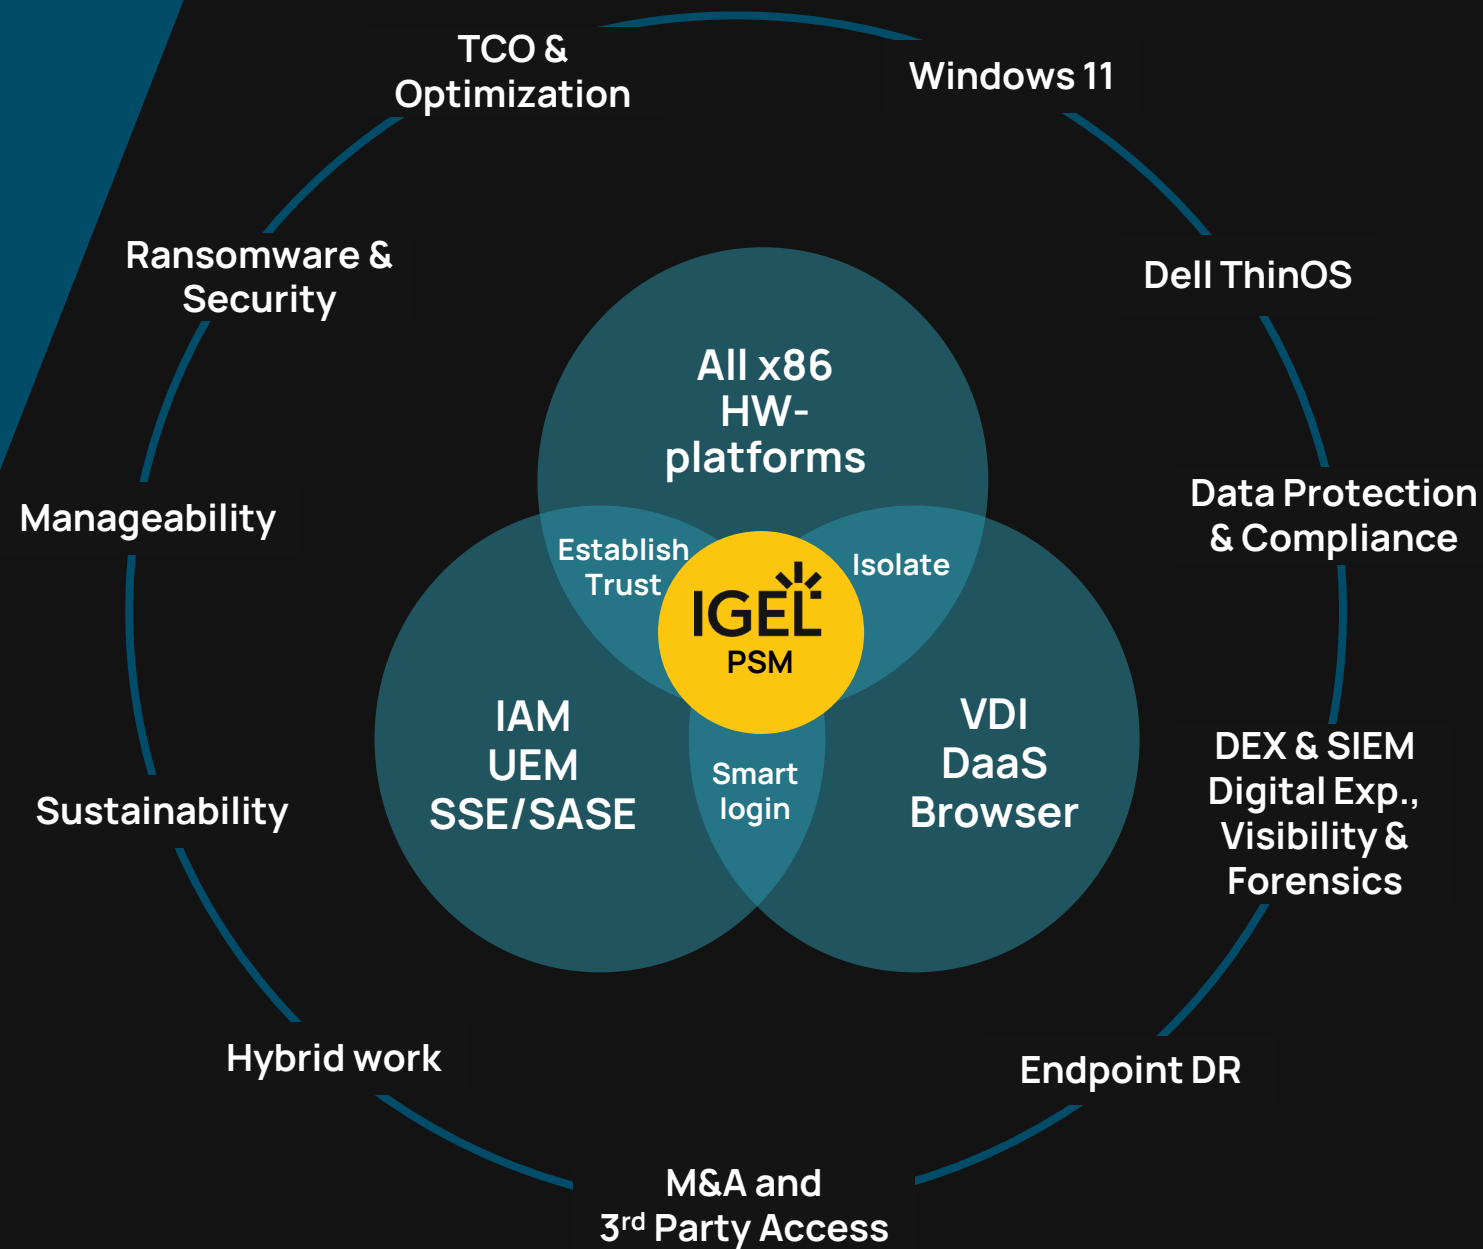 TCO &
Optimization
Windows 11
Ransomware &
Security
Dell ThinOS
All x86
HW-
platforms
Manageability
Data Protection
& Compliance
Establish
Trust
Isolate
IGEL
PSM
IAM
UEM
SSE/SASE
VDI
DaaS
Browser
Smart
login
Sustainability
DEX & SIEM
Digital Exp.,
Visibility &
Forensics
Hybrid work
Endpoint DR
M&A and
3rd Party Access